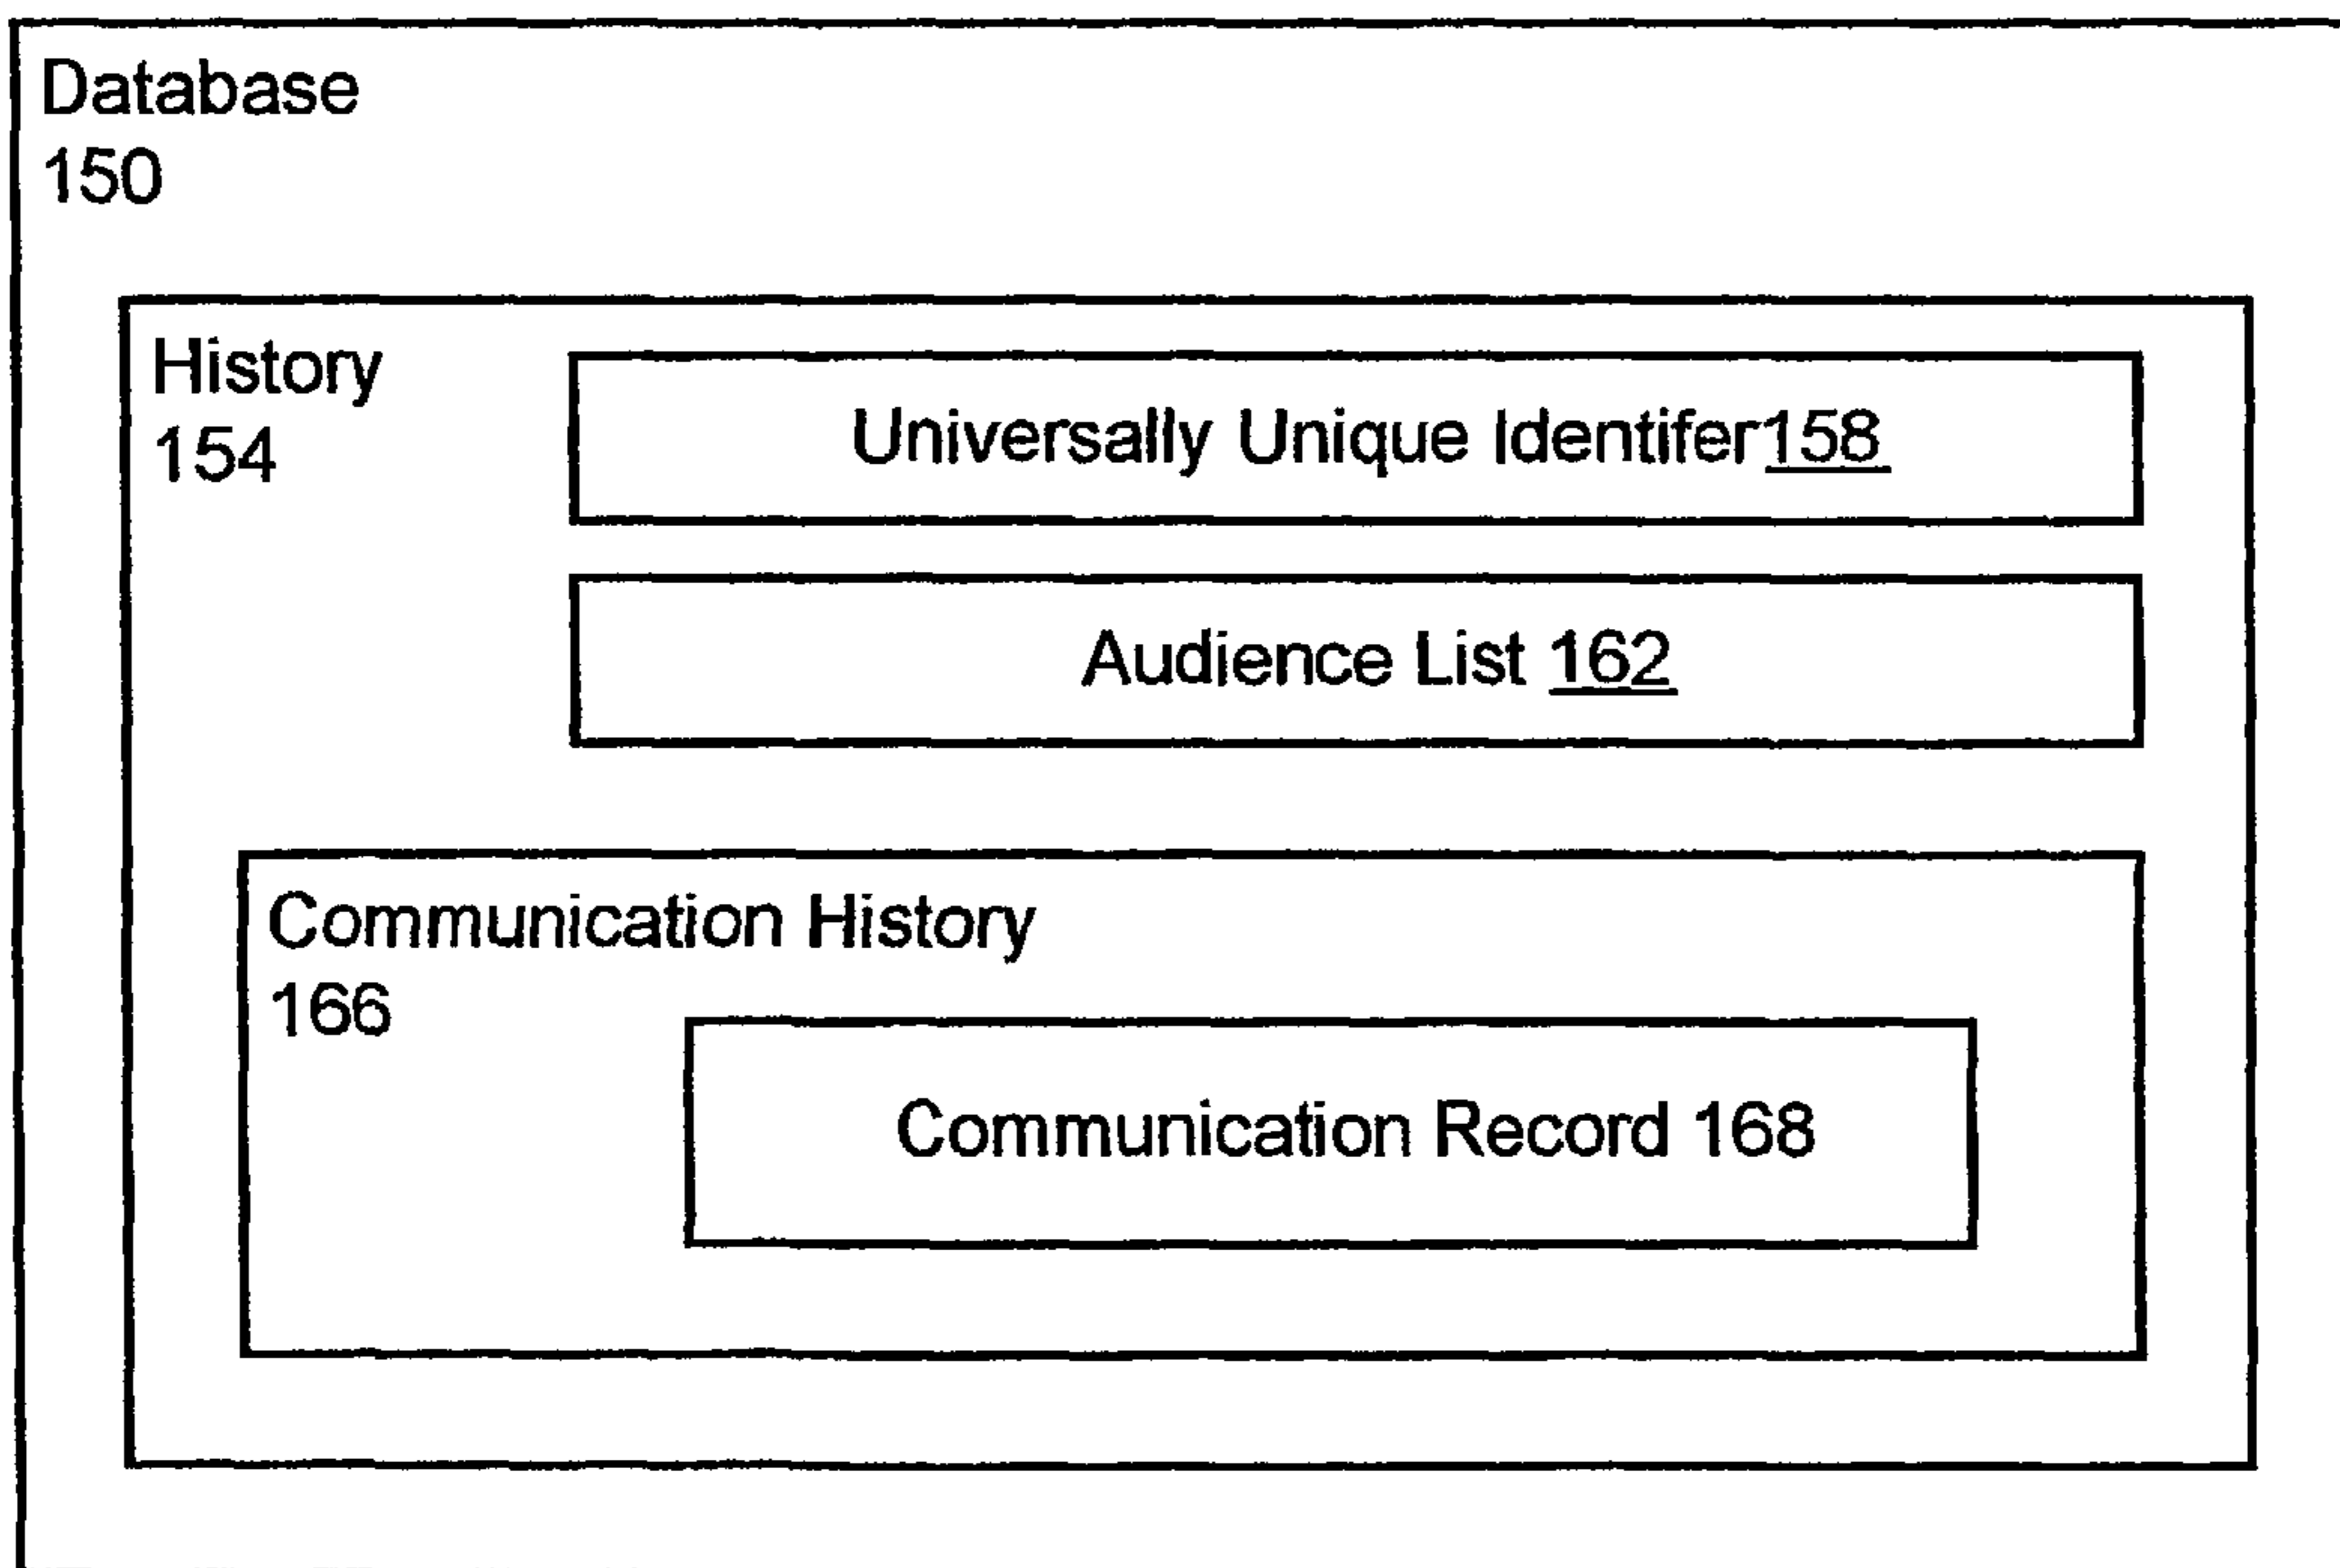 Database
150
History
154
Universally Unique Identifer158
Audience List 162
Communication History
166
Communication Record 168